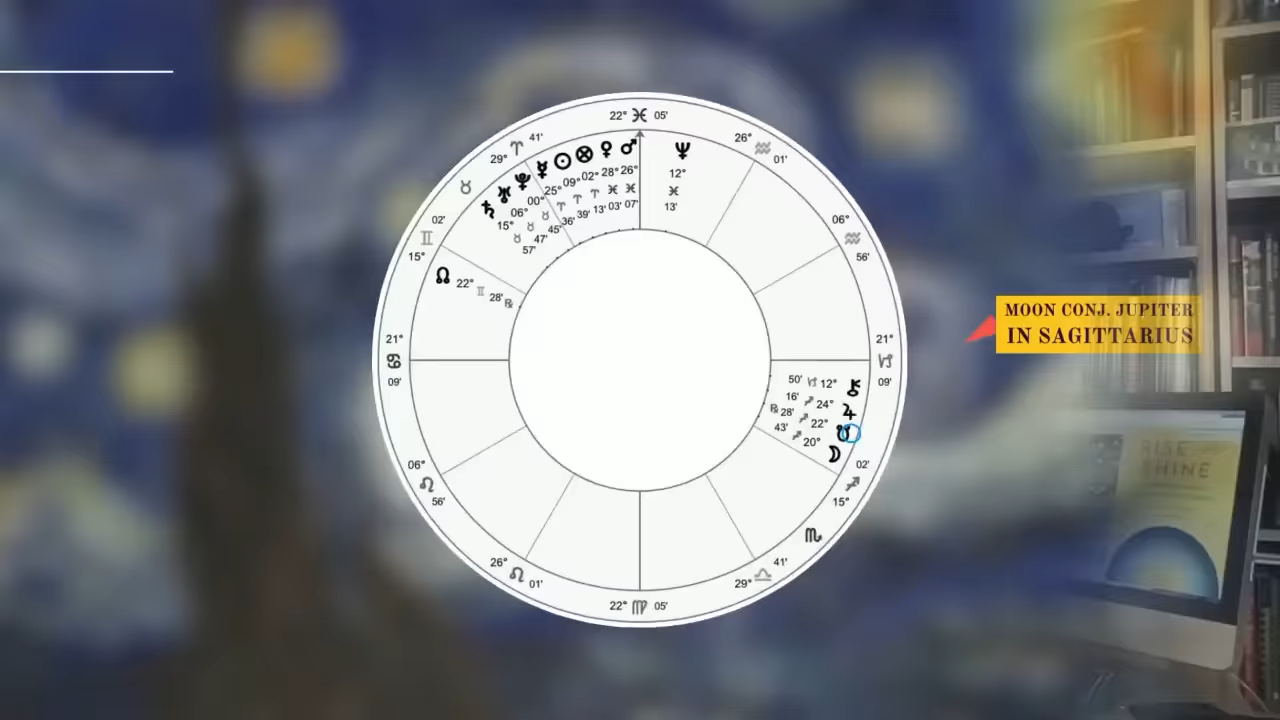 22° ♓ 05'
26° ♒ 01'
06° ♒ 56'
21° ♑ 09'
02' ♐ 15°
♏
29° ♎ 41'
22° ♍ 05'
26° ♌ 01'
06° ♌ 56'
21° ♋ 09'
02' ♊ 15°
♉
29° ♈ 41'
♆ 12° ♓ 13'
♂ 26° ♓ 07'
♀ 28° ♓ 03'
⊗ 02° ♈ 13'
☉ 09° ♈ 39'
☿ 25° ♈ 36'
♇ 00° ♉ 45'
♅ 06° ♉ 47'
♄ 15° ♉ 57'
☊ 22° ♊ 28' ℞
50' ♑ 12° ⚷
16' ♐ 24° ♃
℞ 28' ♐ 22° ☋
43' ♐ 20° ☽
MOON CONJ. JUPITER
IN SAGITTARIUS
RISE
SHINE